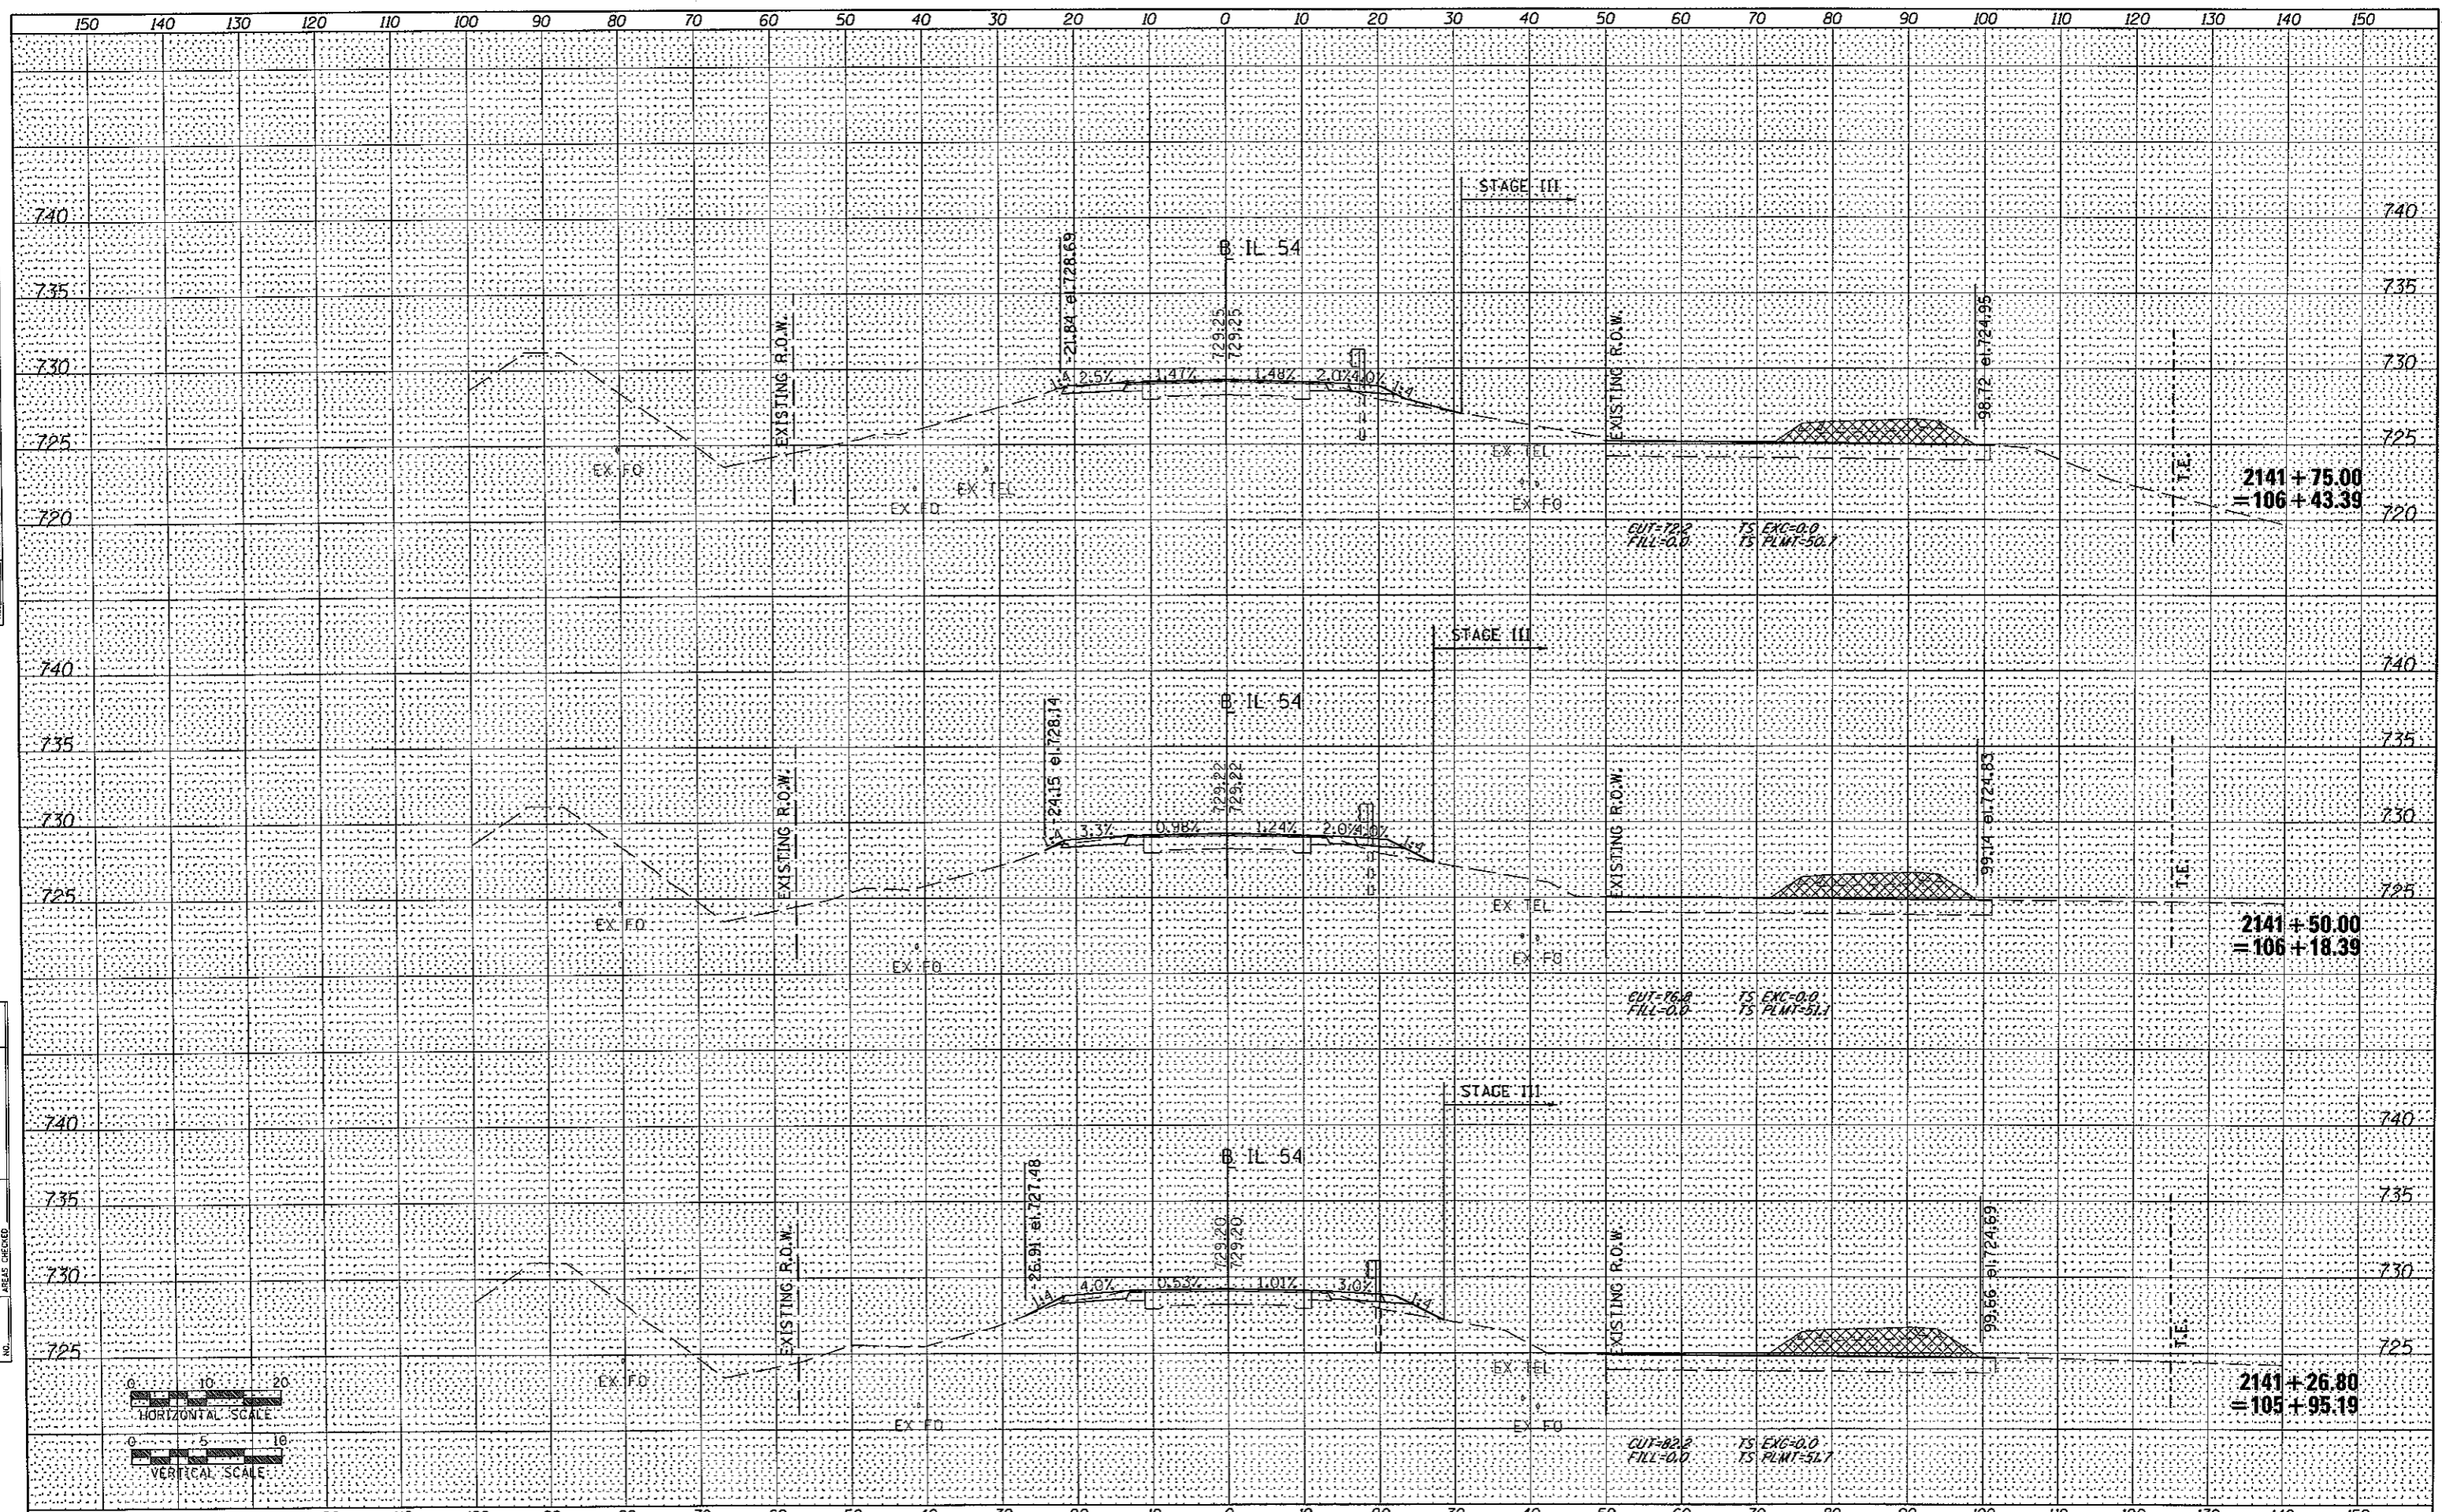 150 140 130 120 110 100 90 80 70 60 50 40 30 20 10 0 10 20 30 40 50 60 70 80 90 100 110 120 130 140 150
STAGE III
740 740
B IL 54
-21.84 el.728.69
729.25
729.25
735 735
98.72 el.724.95
EXISTING R.O.W.
EXISTING R.O.W.
730 730
1:4 2.5% 1.47% 1.48% 2.0% 4.0% 1:4
725 725
EX FO
EX FO
EX TEL
EX TEL
EX FO
T.E.
2141+75.00
=106+43.39
720 720
CUT=72.2 TS EXC=0.0
FILL=0.0 TS PLMT=50.7
STAGE III
740 740
B IL 54
-24.15 el.728.14
729.22
729.22
735 735
99.14 el.724.83
EXISTING R.O.W.
EXISTING R.O.W.
730 730
3.3% 0.98% 1.24% 2.0% 4.0% 1:4
725 725
EX FO
EX FO
EX TEL
EX FO
T.E.
2141+50.00
=106+18.39
CUT=76.8 TS EXC=0.0
FILL=0.0 TS PLMT=51.1
STAGE III
740 740
B IL 54
-26.91 el.727.48
729.20
729.20
735 735
99.66 el.724.69
EXISTING R.O.W.
EXISTING R.O.W.
730 730
1:4 4.0% 0.53% 1.01% 3.0% 1:4
725 725
EX FO
EX FO
EX TEL
EX FO
T.E.
2141+26.80
=105+95.19
CUT=82.2 TS EXC=0.0
FILL=0.0 TS PLMT=51.7
0 10 20
HORIZONTAL SCALE
0 5 10
VERTICAL SCALE
AREAS CHECKED
NO.